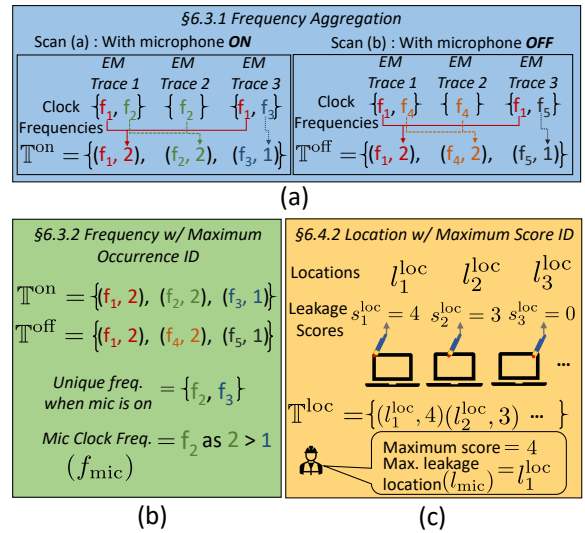 §6.3.1 Frequency Aggregation
Scan (a) : With microphone ON
EM Trace 1 EM Trace 2 EM Trace 3
Clock Frequencies {f₁, f₂} {f₂} {f₁, f₃}
𝕋ᵒⁿ = {(f₁, 2), (f₂, 2), (f₃, 1)}
Scan (b) : With microphone OFF
EM Trace 1 EM Trace 2 EM Trace 3
{f₁, f₄} {f₄} {f₁, f₅}
𝕋ᵒᶠᶠ = {(f₁, 2), (f₄, 2), (f₅, 1)}
(a)
§6.3.2 Frequency w/ Maximum
Occurrence ID
𝕋ᵒⁿ = {(f₁, 2), (f₂, 2), (f₃, 1)}
𝕋ᵒᶠᶠ = {(f₁, 2), (f₄, 2), (f₅, 1)}
Unique freq. when mic is on = {f₂, f₃}
Mic Clock Freq. = f₂ as 2 > 1
(f_mic)
(b)
§6.4.2 Location w/ Maximum Score ID
Locations l₁ˡᵒᶜ l₂ˡᵒᶜ l₃ˡᵒᶜ
Leakage Scores s₁ˡᵒᶜ = 4 s₂ˡᵒᶜ = 3 s₃ˡᵒᶜ = 0
...
𝕋ˡᵒᶜ = {(l₁ˡᵒᶜ, 4)(l₂ˡᵒᶜ, 3) ... }
Maximum score = 4
Max. leakage
location(l_mic) = l₁ˡᵒᶜ
(c)